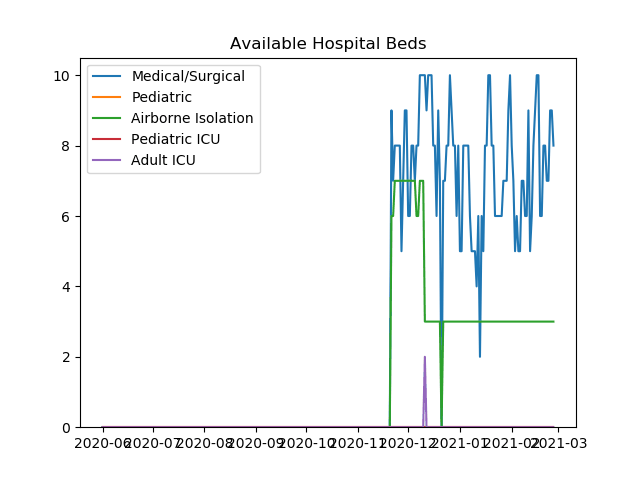 Available Hospital Beds
10
8
6
4
2
0
Medical/Surgical
Pediatric
Airborne Isolation
Pediatric ICU
Adult ICU
2020-06 2020-07 2020-08 2020-09 2020-10 2020-11 2020-12 2021-01 2021-02 2021-03